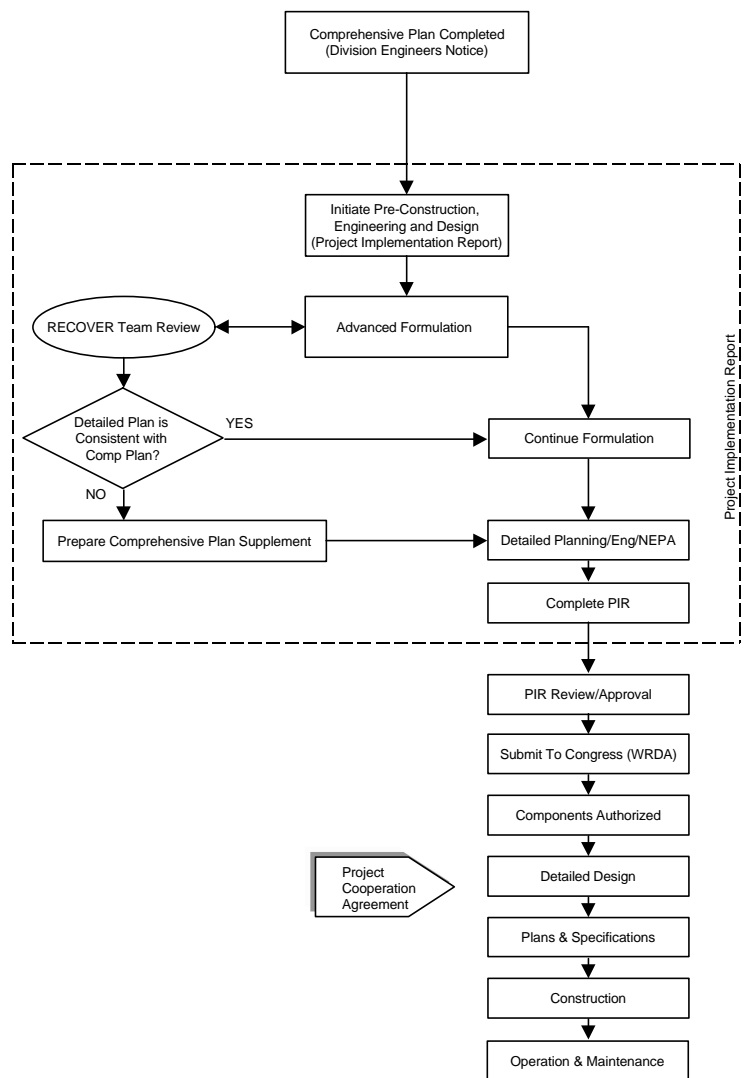 Comprehensive Plan Completed
(Division Engineers Notice)
Initiate Pre-Construction,
Engineering and Design
(Project Implementation Report)
RECOVER Team Review
Advanced Formulation
Project Implementation Report
Detailed Plan is
Consistent with
Comp Plan?
YES
Continue Formulation
NO
Prepare Comprehensive Plan Supplement
Detailed Planning/Eng/NEPA
Complete PIR
PIR Review/Approval
Submit To Congress (WRDA)
Components Authorized
Project
Cooperation
Agreement
Detailed Design
Plans & Specifications
Construction
Operation & Maintenance